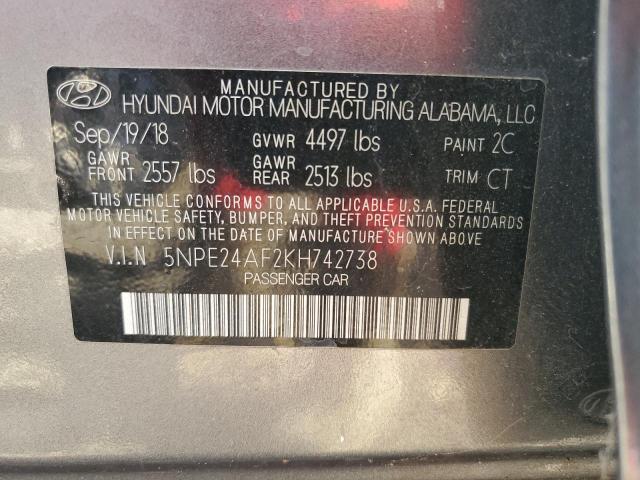 MANUFACTURED BY
HYUNDAI MOTOR MANUFACTURING ALABAMA, LLC
Sep/19/18 GVWR 4497 lbs PAINT 2C
GAWR FRONT 2557 lbs GAWR REAR 2513 lbs TRIM CT
THIS VEHICLE CONFORMS TO ALL APPLICABLE U.S.A. FEDERAL
MOTOR VEHICLE SAFETY, BUMPER, AND THEFT PREVENTION STANDARDS
IN EFFECT ON THE DATE OF MANUFACTURE SHOWN ABOVE.
V.I.N 5NPE24AF2KH742738
PASSENGER CAR